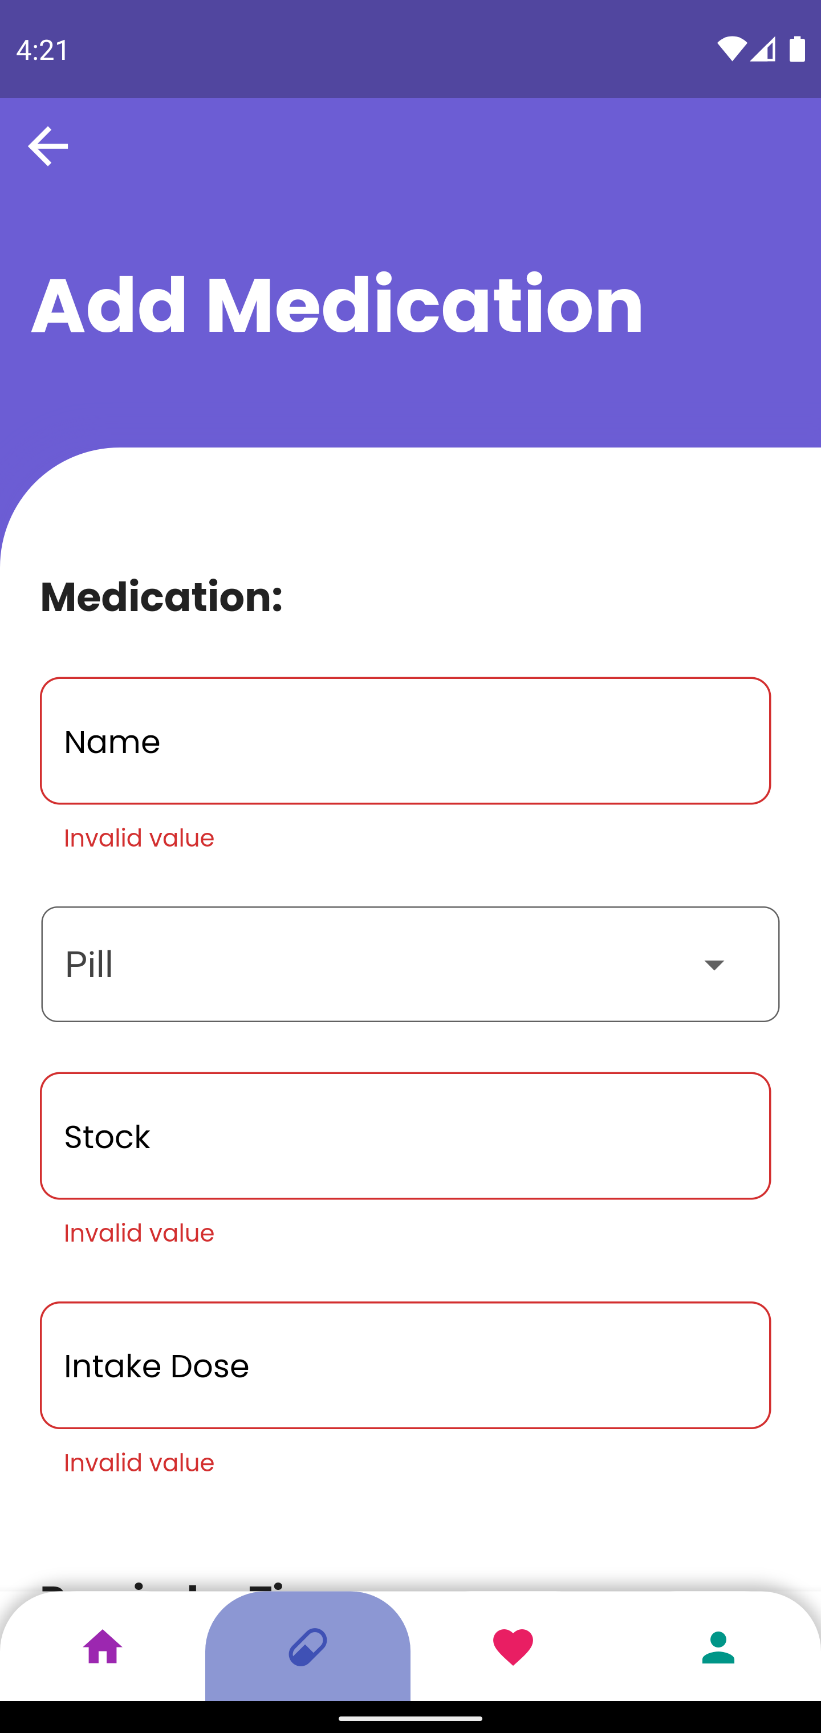 4:21
Add Medication
Medication:
Name
Invalid value
Pill
Stock
Invalid value
Intake Dose
Invalid value